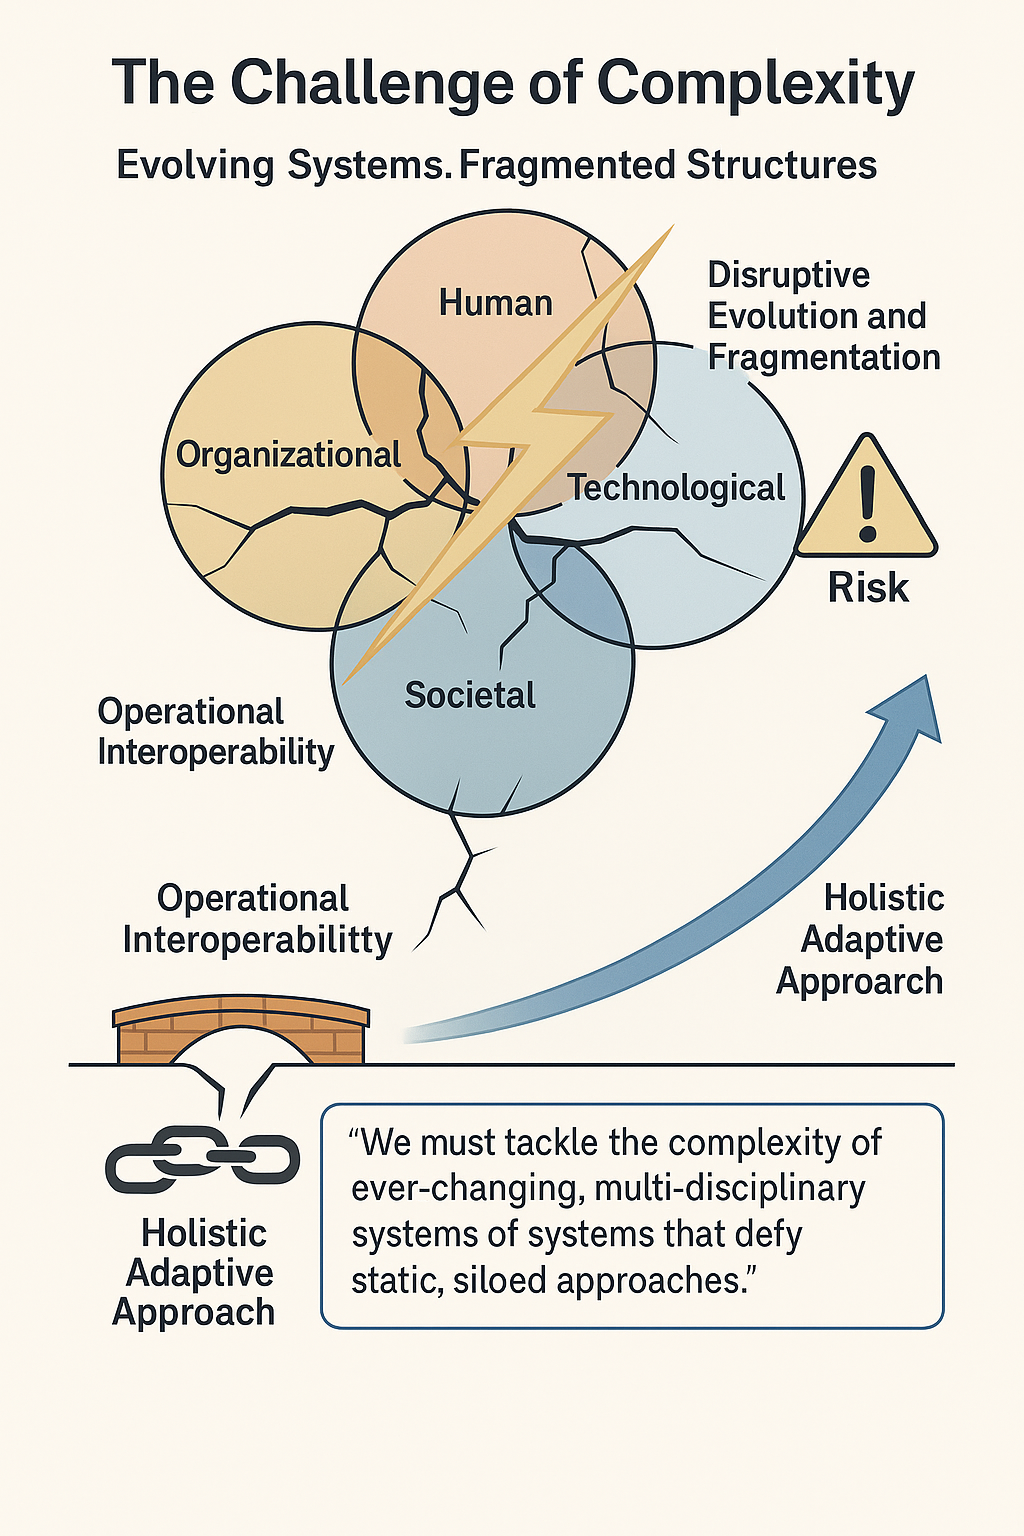 The Challenge of Complexity
Evolving Systems. Fragmented Structures
Human
Disruptive
Evolution and
Fragmentation
Organizational
Technological
Risk
Societal
Operational
Interoperability
Operational
Interoperabilitty
Holistic
Adaptive
Approarch
"We must tackle the complexity of
ever-changing, multi-disciplinary
systems of systems that defy
static, siloed approaches."
Holistic
Adaptive
Approach